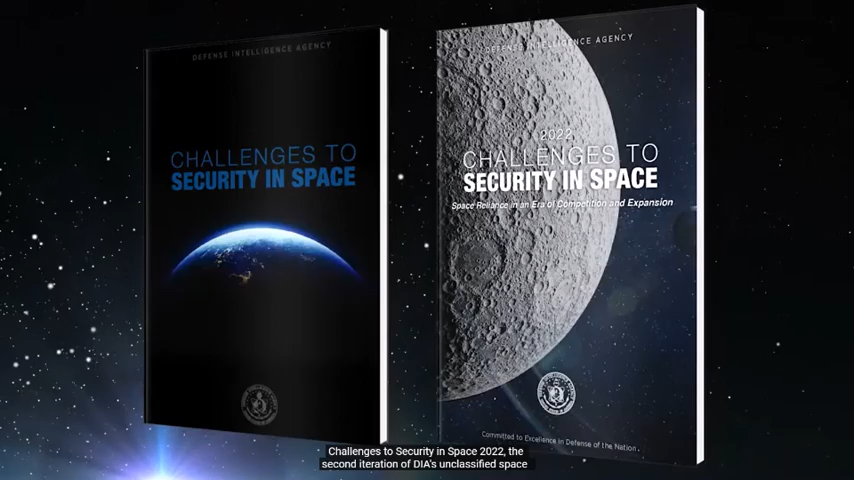 DEFENSE INTELLIGENCE AGENCY
CHALLENGES TO
SECURITY IN SPACE
DEFENSE INTELLIGENCE AGENCY
2022
CHALLENGES TO
SECURITY IN SPACE
Space Reliance in an Era of Competition and Expansion
Committed to Excellence in Defense of the Nation
Challenges to Security in Space 2022, the
second iteration of DIA's unclassified space